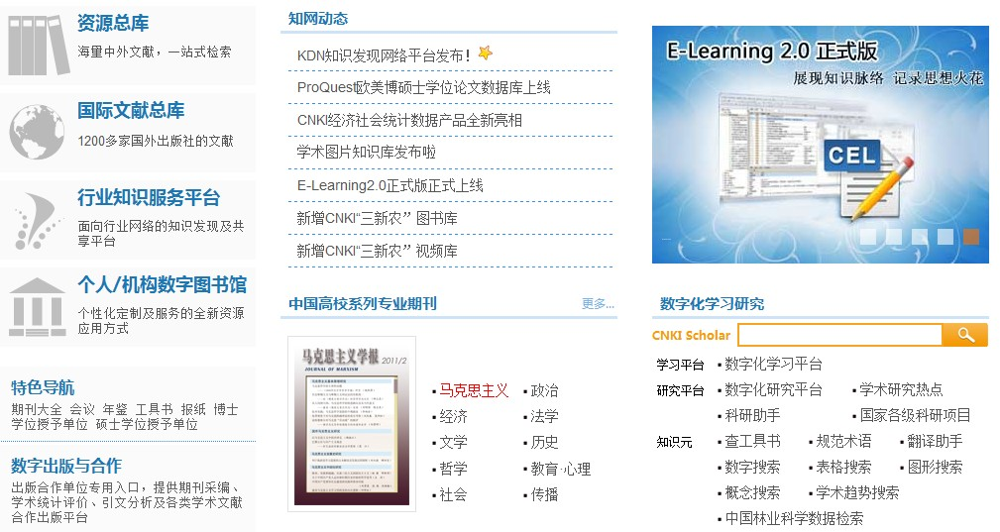 资源总库
海量中外文献，一站式检索
国际文献总库
1200多家国外出版社的文献
行业知识服务平台
面向行业网络的知识发现及共
享平台
个人/机构数字图书馆
个性化定制及服务的全新资源
应用方式
特色导航
期刊大全 会议 年鉴 工具书 报纸 博士
学位授予单位 硕士学位授予单位
数字出版与合作
出版合作单位专用入口，提供期刊采编、
学术统计评价、引文分析及各类学术文献
合作出版平台
知网动态
KDN知识发现网络平台发布！
ProQuest欧美博硕士学位论文数据库上线
CNKI经济社会统计数据产品全新亮相
学术图片知识库发布啦
E-Learning2.0正式版正式上线
新增CNKI“三新农”图书库
新增CNKI“三新农”视频库
中国高校系列专业期刊 更多...
马克思主义学报 2011/2
JOURNAL OF MARXISM
▪ 马克思主义 ▪ 政治
▪ 经济 ▪ 法学
▪ 文学 ▪ 历史
▪ 哲学 ▪ 教育·心理
▪ 社会 ▪ 传播
E-Learning 2.0 正式版
展现知识脉络 记录思想火花
CEL
数字化学习研究
CNKI Scholar
学习平台 ▪ 数字化学习平台
研究平台 ▪ 数字化研究平台 ▪ 学术研究热点
▪ 科研助手 ▪ 国家各级科研项目
知识元 ▪ 查工具书 ▪ 规范术语 ▪ 翻译助手
▪ 数字搜索 ▪ 表格搜索 ▪ 图形搜索
▪ 概念搜索 ▪ 学术趋势搜索
▪ 中国林业科学数据检索